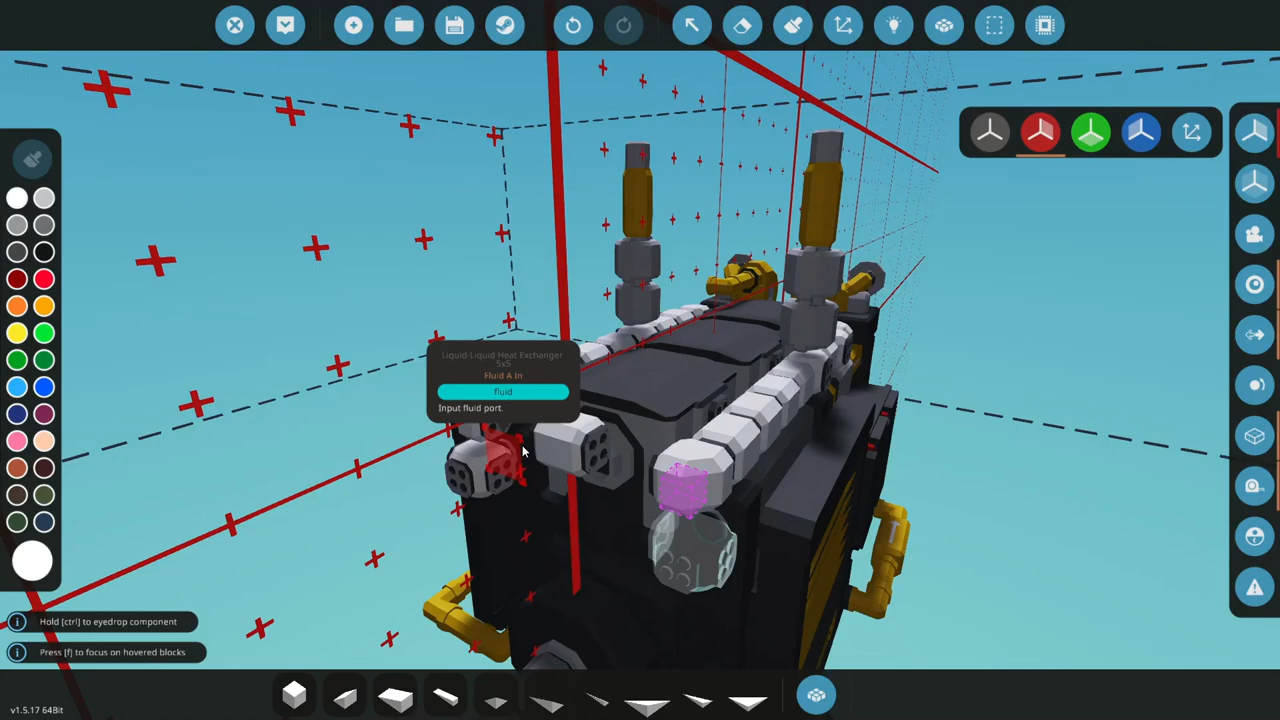 Liquid-Liquid Heat Exchanger
5x5
Fluid A In
fluid
Input fluid port.
Hold [ctrl] to eyedrop component
Press [f] to focus on hovered blocks
v1.5.17 64Bit